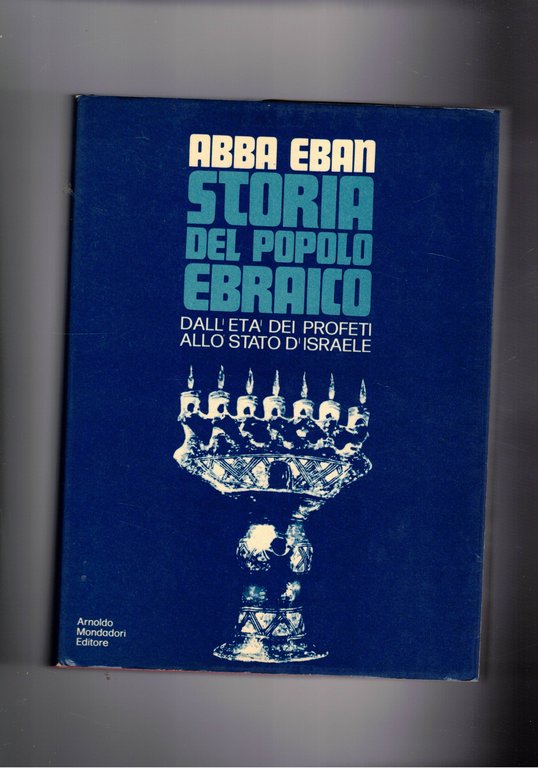 ABBA EBAN
STORIA
DEL POPOLO
EBRAICO
DALL'ETA' DEI PROFETI
ALLO STATO D'ISRAELE
Arnoldo
Mondadori
Editore